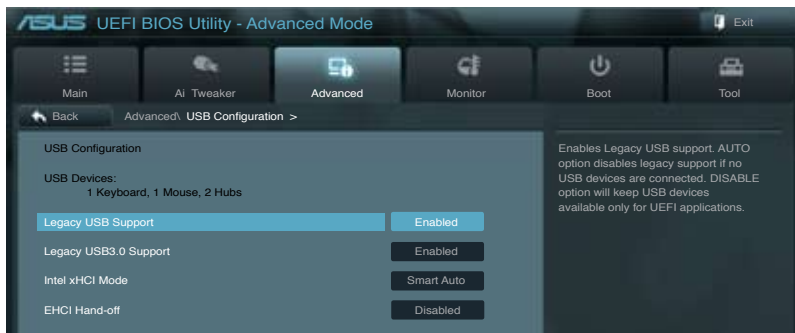 ASUS UEFI BIOS Utility - Advanced Mode
Exit
Main
Ai Tweaker
Advanced
Monitor
Boot
Tool
Back
Advanced\ USB Configuration >
USB Configuration
USB Devices:
1 Keyboard, 1 Mouse, 2 Hubs
Legacy USB Support Enabled
Legacy USB3.0 Support Enabled
Intel xHCI Mode Smart Auto
EHCI Hand-off Disabled
Enables Legacy USB support. AUTO
option disables legacy support if no
USB devices are connected. DISABLE
option will keep USB devices
available only for UEFI applications.